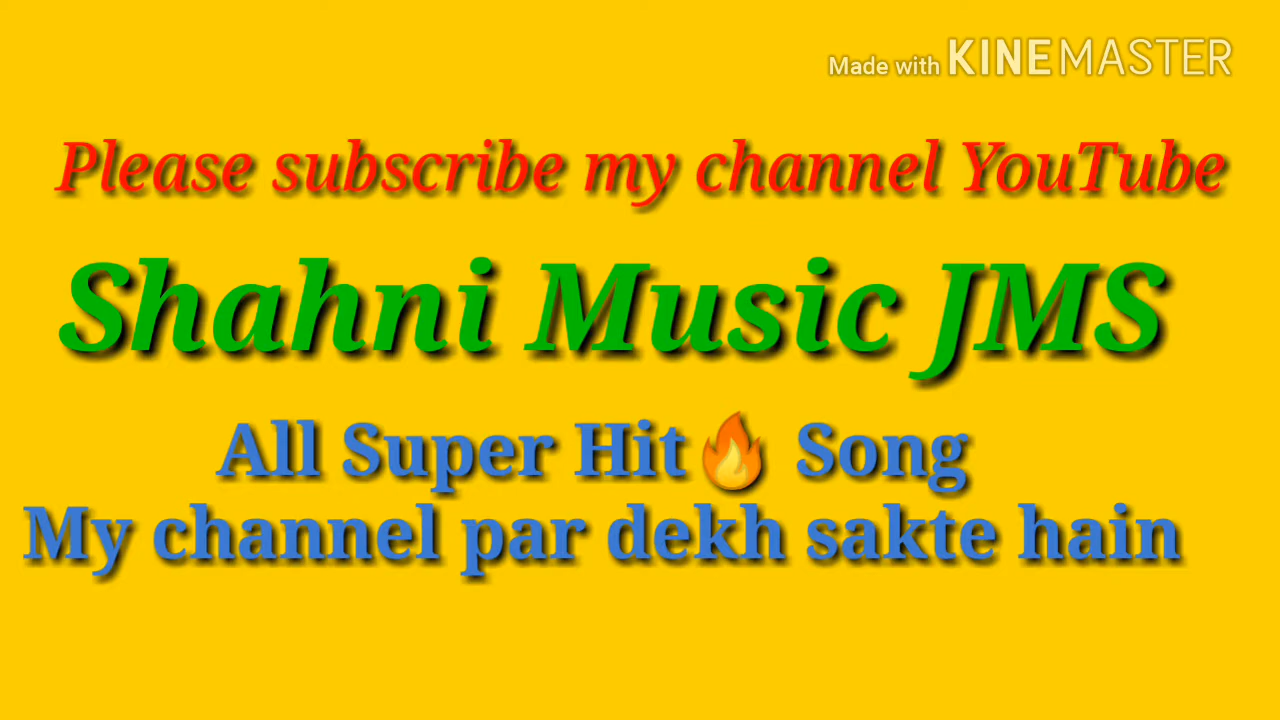 Made with KINEMASTER
Please subscribe my channel YouTube
Shahni Music JMS
All Super Hit🔥 Song
My channel par dekh sakte hain